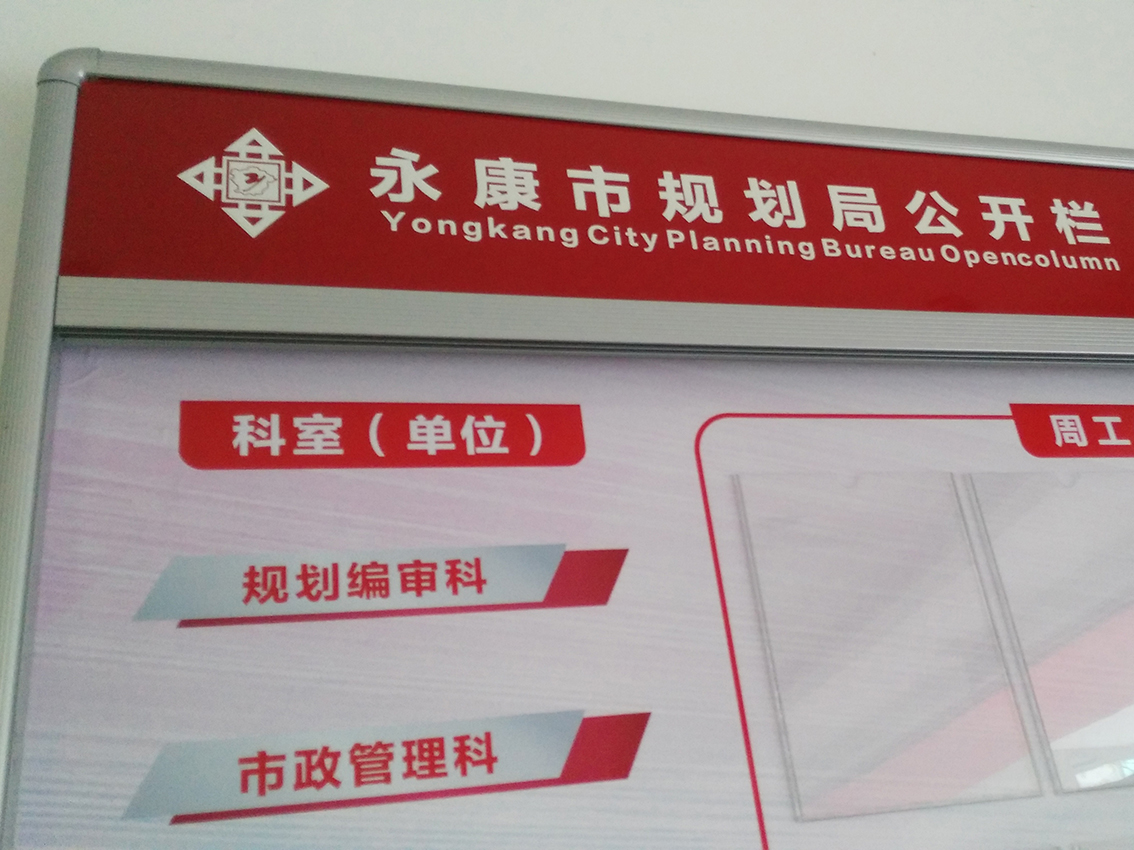 永康市规划局公开栏
Yongkang City Planning Bureau Opencolumn
科室（单位）
周工
规划编审科
市政管理科